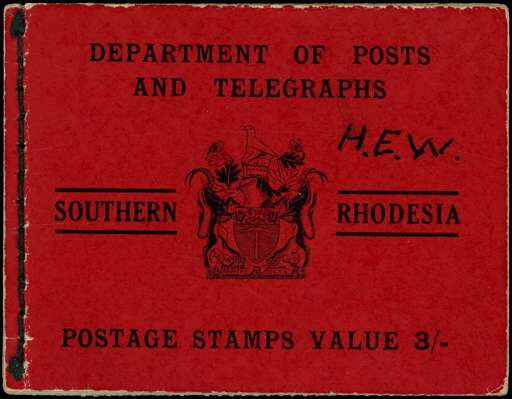 DEPARTMENT OF POSTS
AND TELEGRAPHS
H.E.W.
SOUTHERN RHODESIA
POSTAGE STAMPS VALUE 3/-